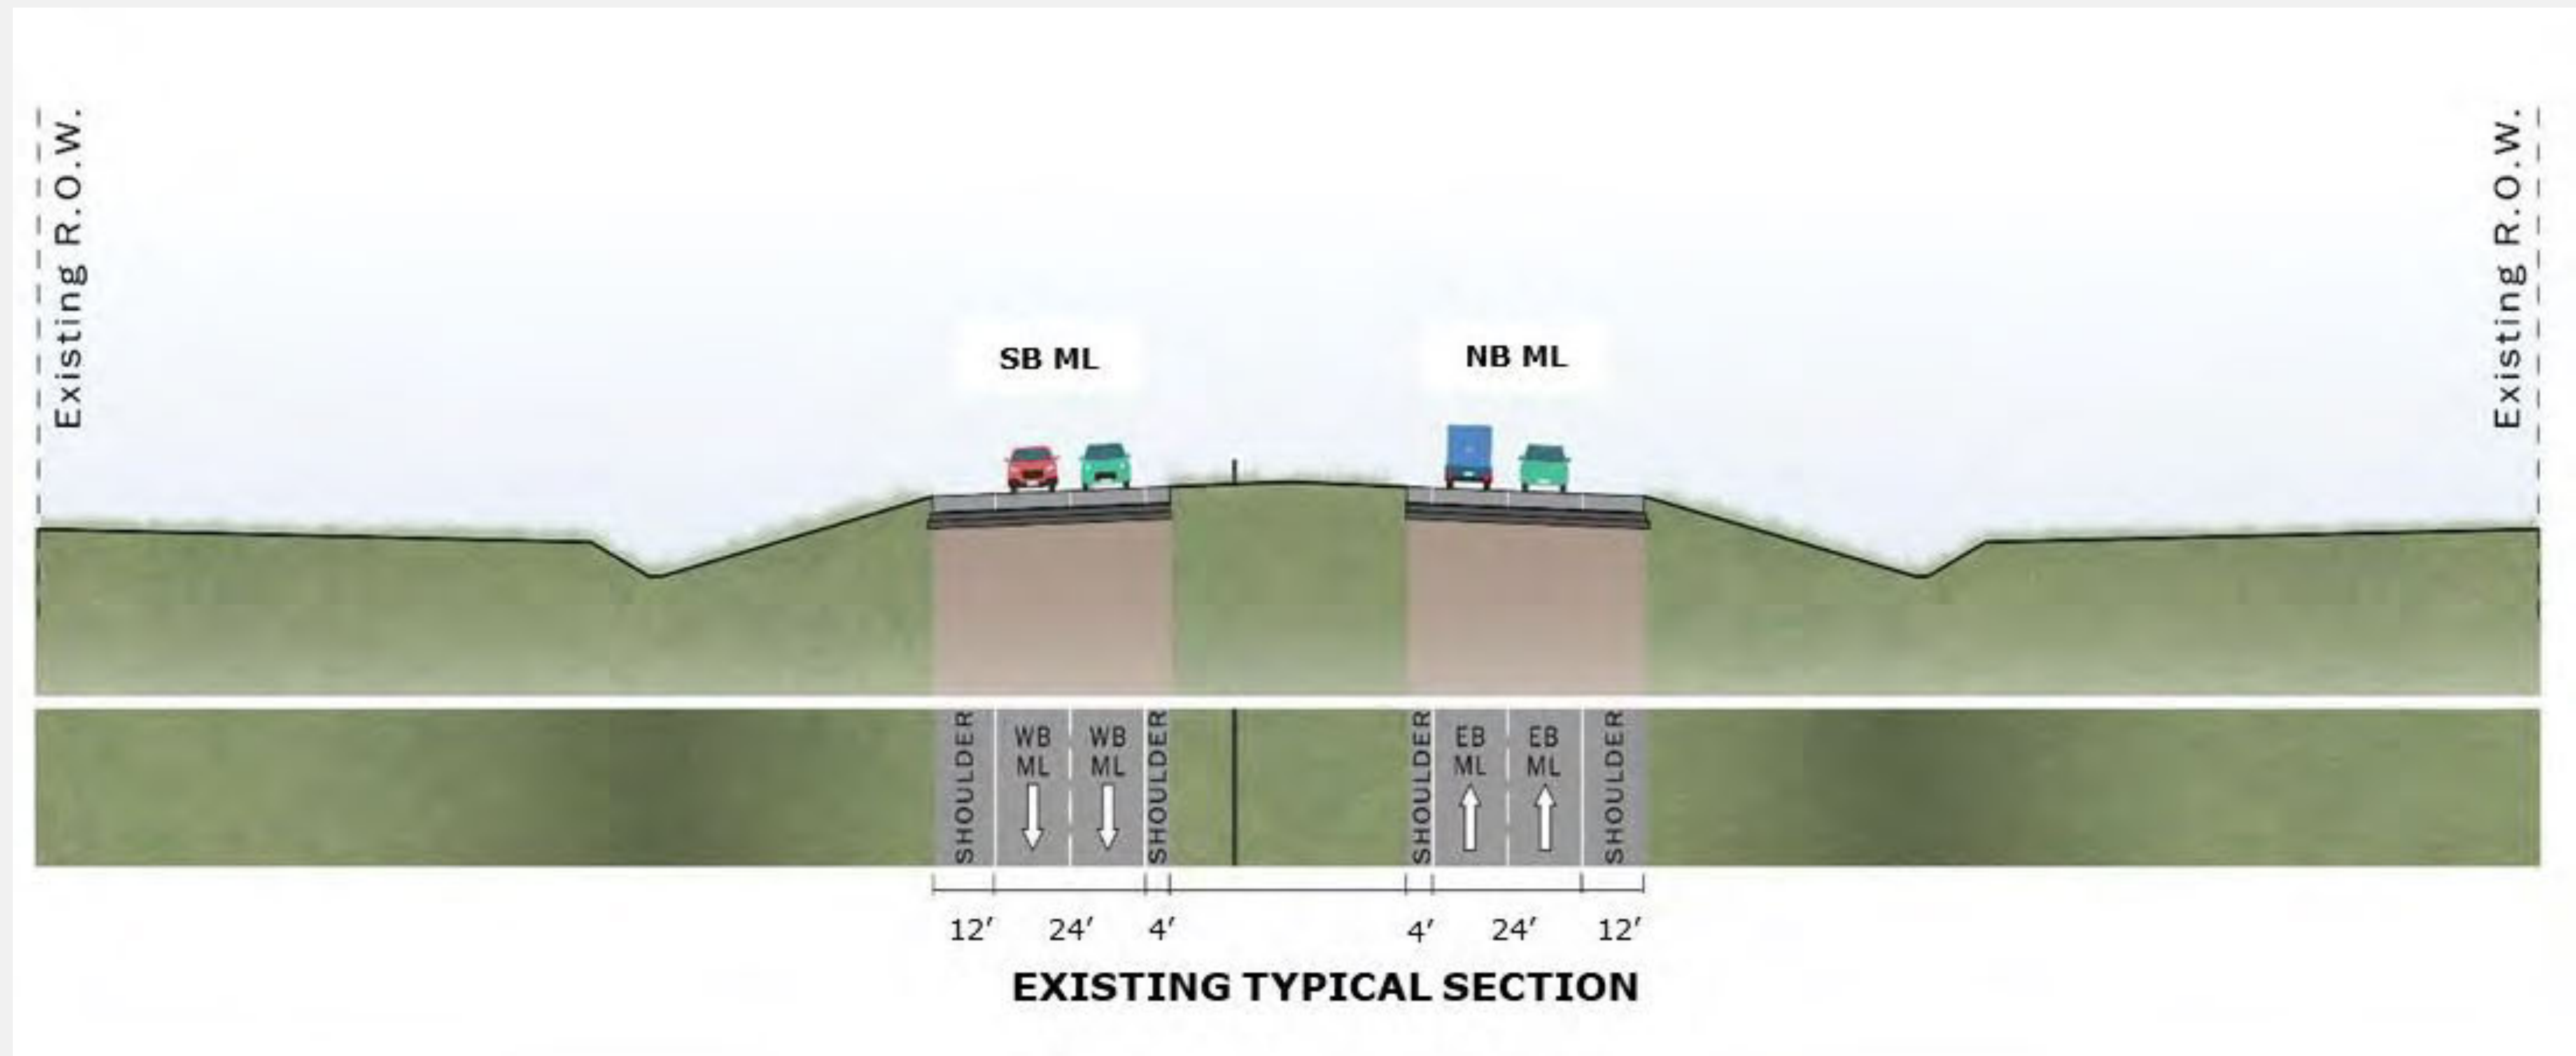 Existing R.O.W.
Existing R.O.W.
SB ML
NB ML
SHOULDER
WB
ML
WB
ML
SHOULDER
SHOULDER
EB
ML
EB
ML
SHOULDER
12′ 24′ 4′ 4′ 24′ 12′
EXISTING TYPICAL SECTION